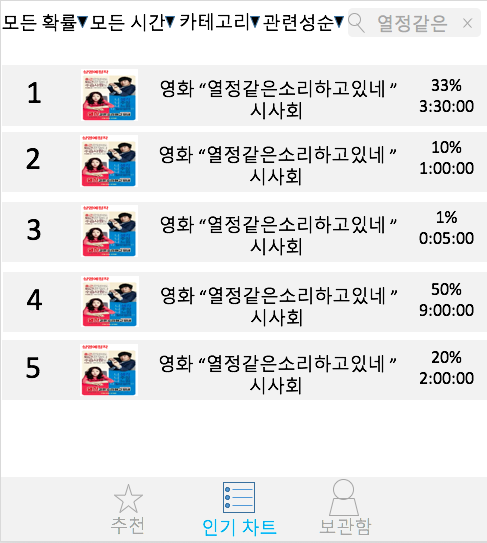 모든 확률▼ 모든 시간▼ 카테고리▼ 관련성순▼ 열정같은 ×
1 영화 “열정같은소리하고있네” 33%
시사회 3:30:00
2 영화 “열정같은소리하고있네” 10%
시사회 1:00:00
3 영화 “열정같은소리하고있네” 1%
시사회 0:05:00
4 영화 “열정같은소리하고있네” 50%
시사회 9:00:00
5 영화 “열정같은소리하고있네” 20%
시사회 2:00:00
추천 인기 차트 보관함